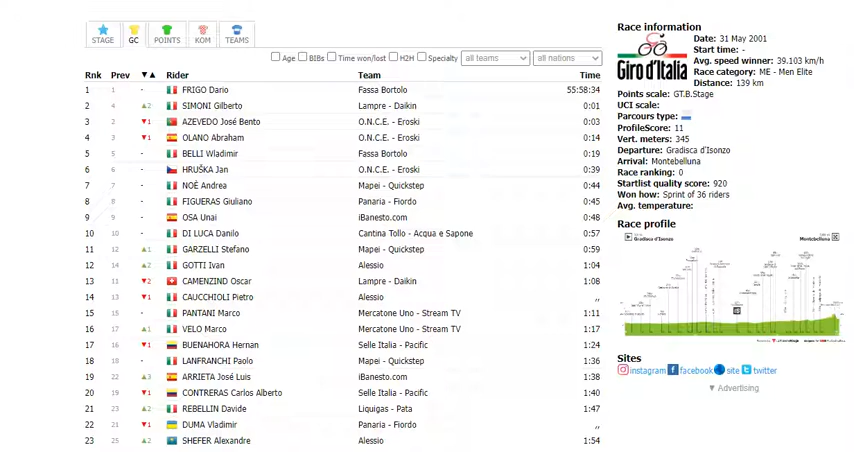 STAGE GC POINTS KOM TEAMS
Age BIBs Time won/lost H2H Specialty all teams all nations
Rnk Prev ▼▲ Rider Team Time
1 1 - FRIGO Dario Fassa Bortolo 55:58:34
2 4 ▲2 SIMONI Gilberto Lampre - Daikin 0:01
3 2 ▼1 AZEVEDO José Bento O.N.C.E. - Eroski 0:03
4 3 ▼1 OLANO Abraham O.N.C.E. - Eroski 0:14
5 5 - BELLI Wladimir Fassa Bortolo 0:19
6 6 - HRUŠKA Jan O.N.C.E. - Eroski 0:39
7 7 - NOÉ Andrea Mapei - Quickstep 0:44
8 8 - FIGUERAS Giuliano Panaria - Fiordo 0:45
9 9 - OSA Unai iBanesto.com 0:48
10 10 - DI LUCA Danilo Cantina Tollo - Acqua e Sapone 0:57
11 12 ▲1 GARZELLI Stefano Mapei - Quickstep 0:59
12 14 ▲2 GOTTI Ivan Alessio 1:04
13 11 ▼2 CAMENZIND Oscar Lampre - Daikin 1:08
14 13 ▼1 CAUCCHIOLI Pietro Alessio ,,
15 15 - PANTANI Marco Mercatone Uno - Stream TV 1:11
16 17 ▲1 VELO Marco Mercatone Uno - Stream TV 1:17
17 16 ▼1 BUENAHORA Hernan Selle Italia - Pacific 1:24
18 18 - LANFRANCHI Paolo Mapei - Quickstep 1:36
19 22 ▲3 ARRIETA José Luis iBanesto.com 1:38
20 19 ▼1 CONTRERAS Carlos Alberto Selle Italia - Pacific 1:40
21 23 ▲2 REBELLIN Davide Liquigas - Pata 1:47
22 21 ▼1 DUMA Vladimir Panaria - Fiordo ,,
23 25 ▲2 SHEFER Alexandre Alessio 1:54
Race information
Giro d'Italia
Date: 31 May 2001
Start time: -
Avg. speed winner: 39.103 km/h
Race category: ME - Men Elite
Distance: 139 km
Points scale: GT.B.Stage
UCI scale:
Parcours type:
ProfileScore: 11
Vert. meters: 345
Departure: Gradisca d'Isonzo
Arrival: Montebelluna
Race ranking: 0
Startlist quality score: 920
Won how: Sprint of 36 riders
Avg. temperature:
Race profile
Gradisca d'Isonzo Montebelluna
Sites
instagram facebook site twitter
▼ Advertising